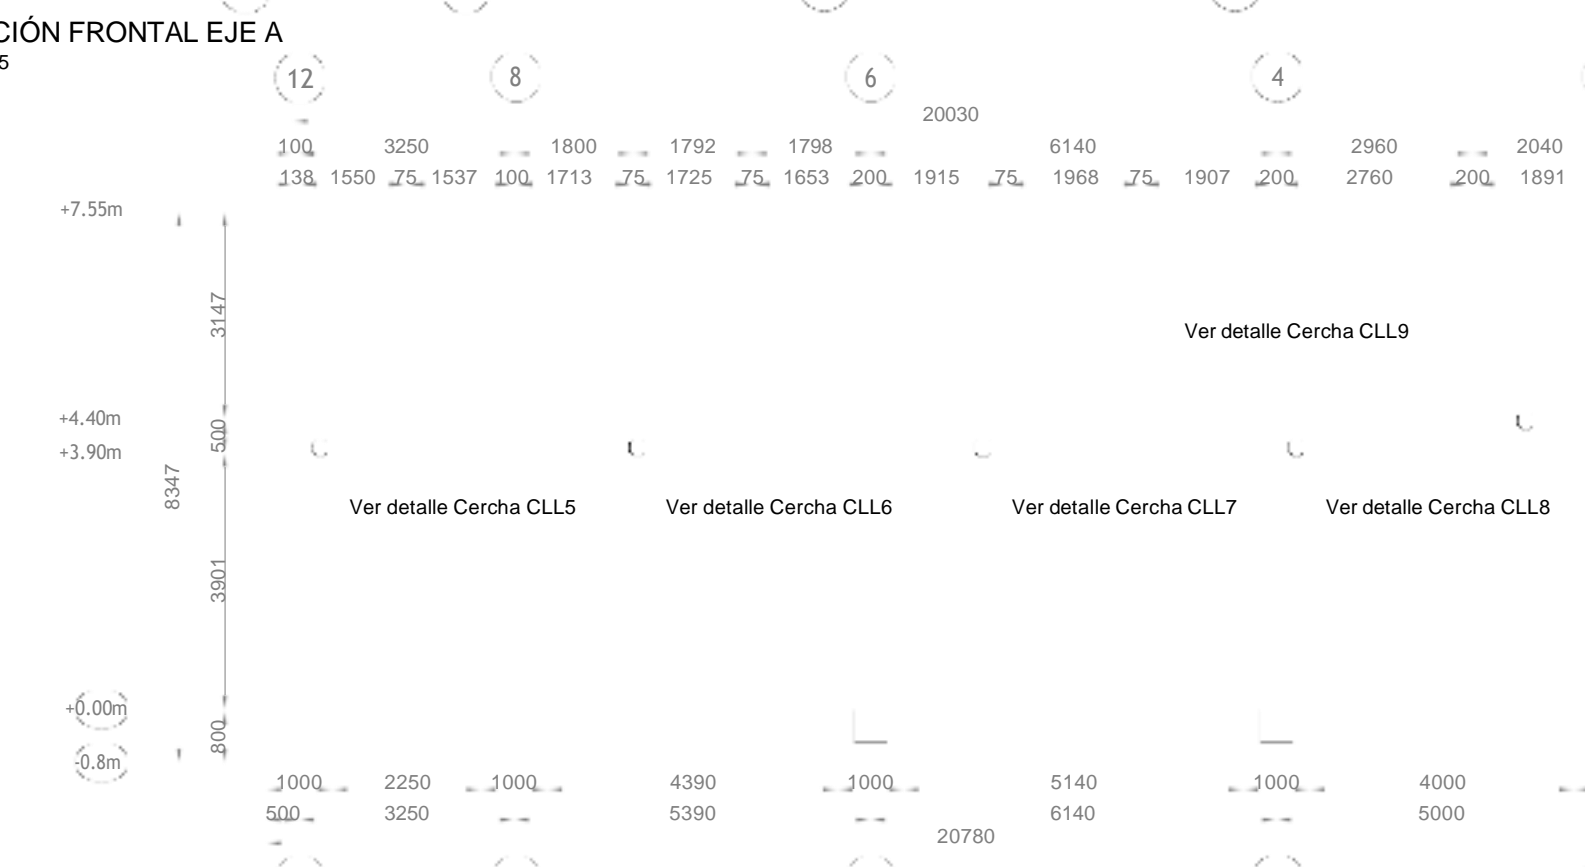 CIÓN FRONTAL EJE A
5
12 8 6 4
20030
100 3250 1800 1792 1798 6140 2960 2040
138 1550 75 1537 100 1713 75 1725 75 1653 200 1915 75 1968 75 1907 200 2760 200 1891
+7.55m
3147
Ver detalle Cercha CLL9
+4.40m
500
+3.90m
8347
Ver detalle Cercha CLL5 Ver detalle Cercha CLL6 Ver detalle Cercha CLL7 Ver detalle Cercha CLL8
3901
+0.00m
800
-0.8m
1000 2250 1000 4390 1000 5140 1000 4000
500 3250 5390 6140 5000
20780